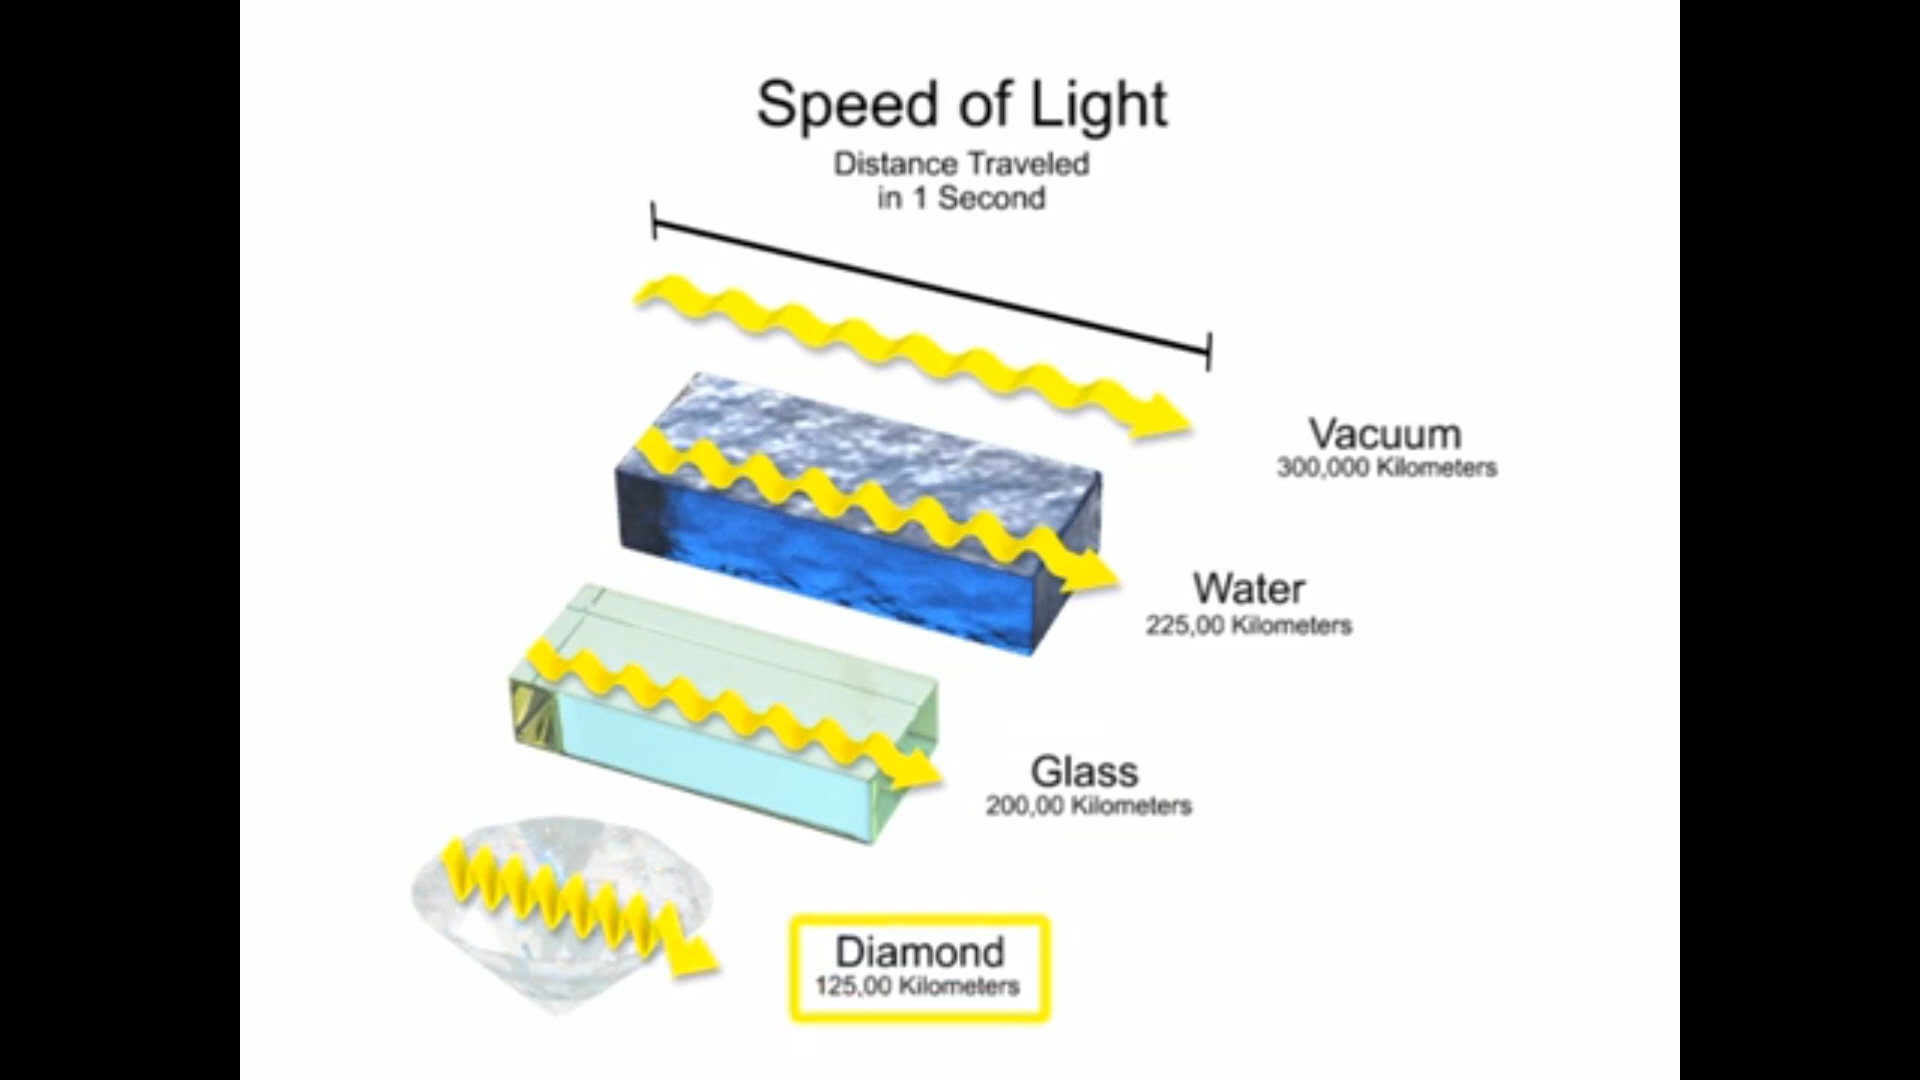 Speed of Light
Distance Traveled
in 1 Second
Vacuum
300,000 Kilometers
Water
225,00 Kilometers
Glass
200,00 Kilometers
Diamond
125,00 Kilometers